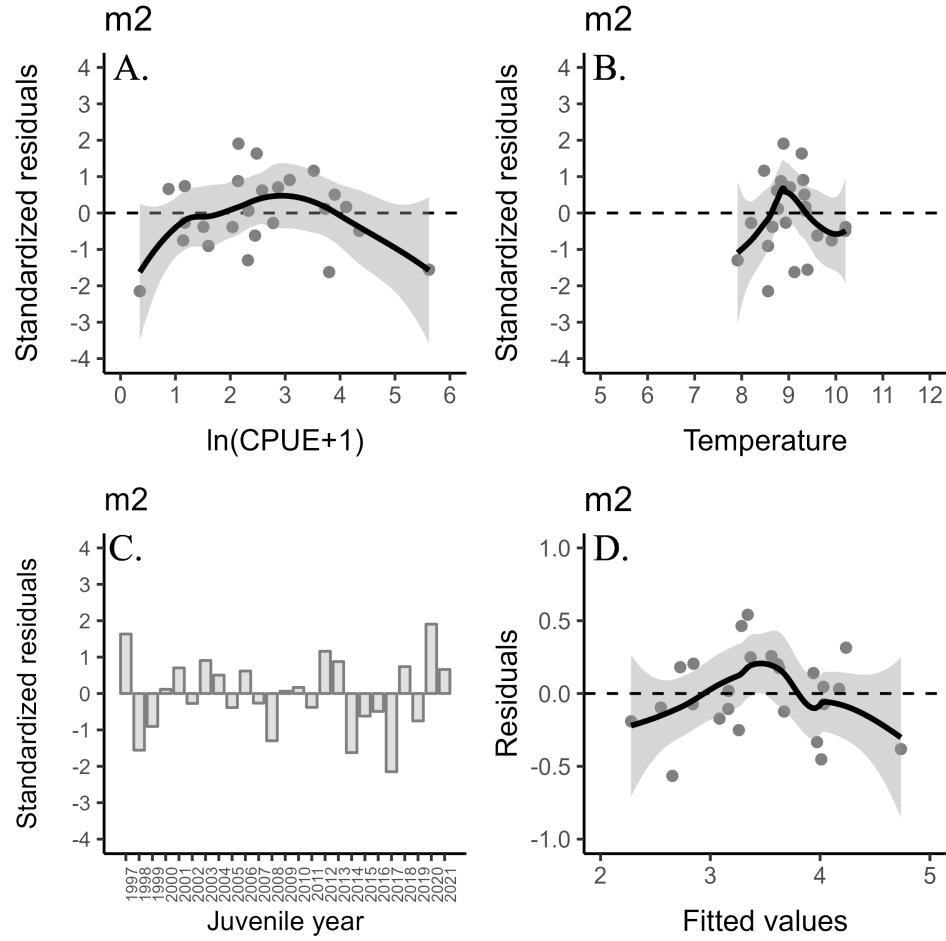 m2
A.
Standardized residuals
4
3
2
1
0
-1
-2
-3
-4
0 1 2 3 4 5 6
ln(CPUE+1)
m2
B.
Standardized residuals
4
3
2
1
0
-1
-2
-3
-4
5 6 7 8 9 10 11 12
Temperature
m2
C.
Standardized residuals
4
3
2
1
0
-1
-2
-3
-4
1997 1998 1999 2000 2001 2002 2003 2004 2005 2006 2007 2008 2009 2010 2011 2012 2013 2014 2015 2016 2017 2018 2019 2020 2021
Juvenile year
m2
D.
Residuals
1.0
0.5
0.0
-0.5
-1.0
2 3 4 5
Fitted values